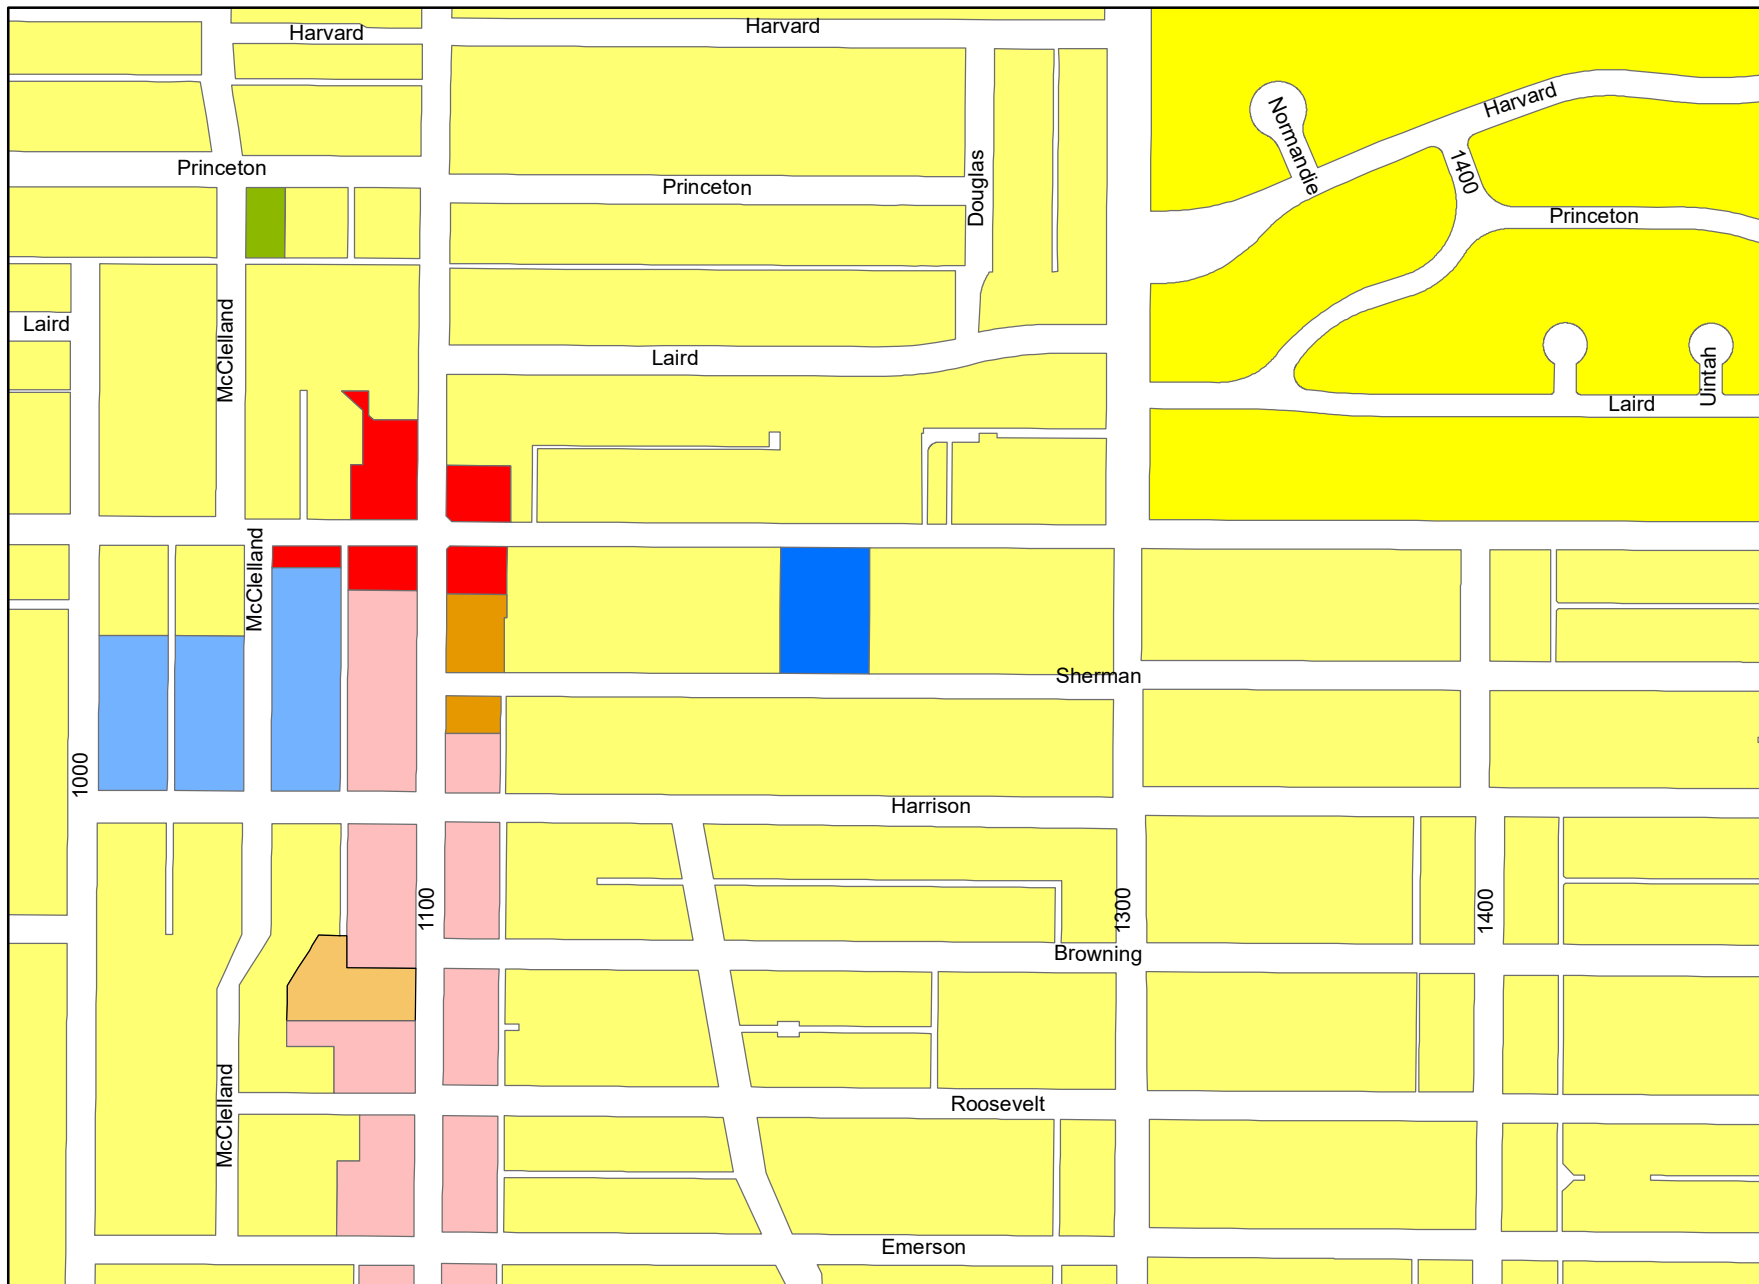 Harvard
Harvard
Harvard
Normandie
1400
Princeton
Princeton
Princeton
Douglas
McClelland
Laird
Laird
Uintah
Laird
McClelland
Sherman
1000
Harrison
1100
1300
1400
Browning
McClelland
Roosevelt
Emerson